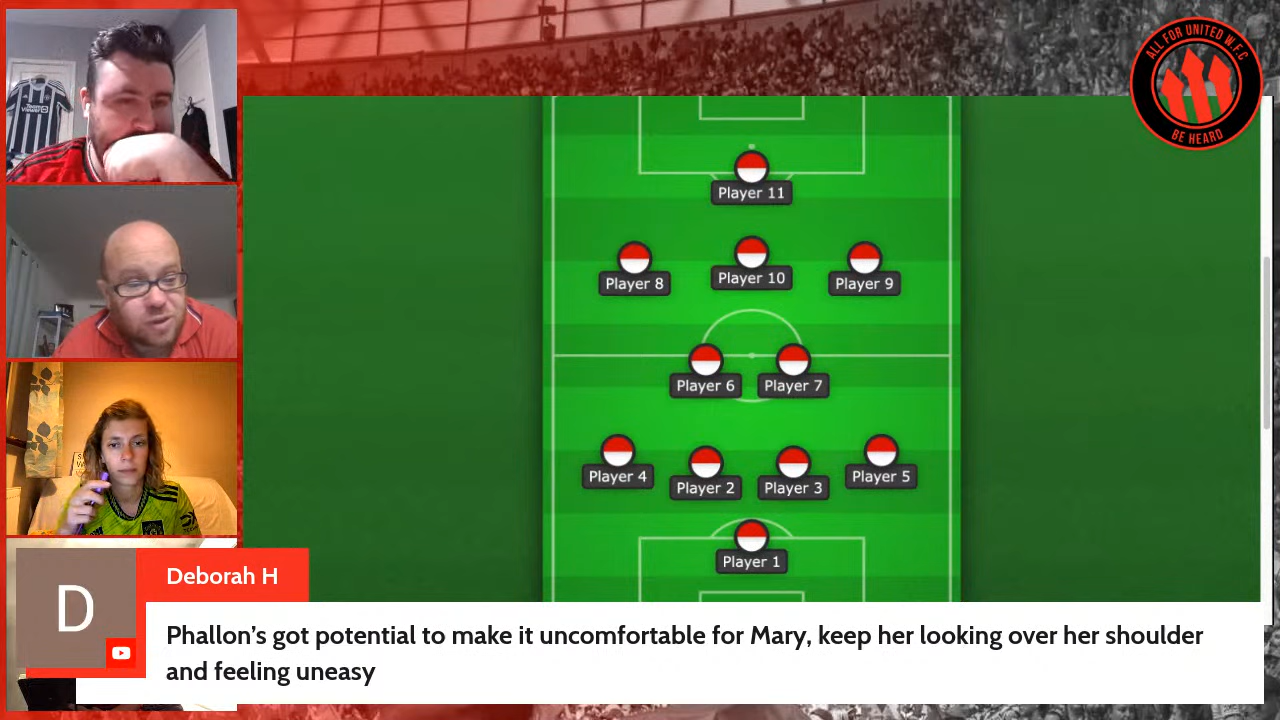 ALL FOR UNITED W.F.C
BE HEARD
TeamViewer
Player 11
Player 8
Player 10
Player 9
Player 6
Player 7
Player 4
Player 2
Player 3
Player 5
Player 1
D
Deborah H
Phallon’s got potential to make it uncomfortable for Mary, keep her looking over her shoulder
and feeling uneasy